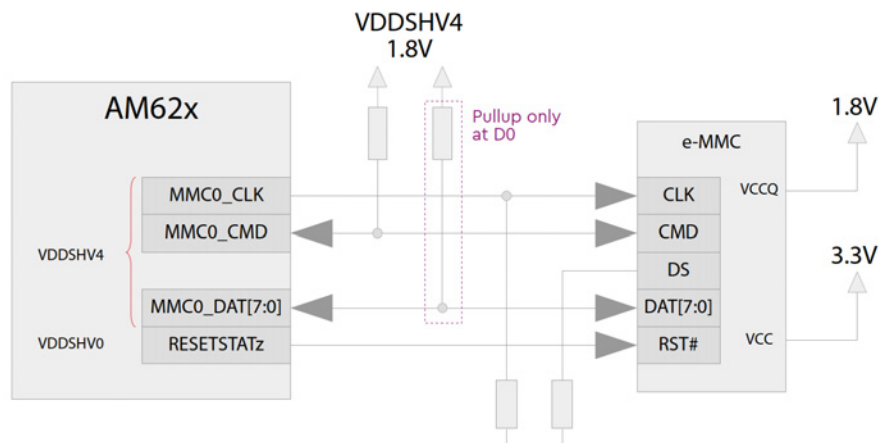 VDDSHV4
1.8V
AM62x
Pullup only
at D0
1.8V
e-MMC
MMC0_CLK
CLK
VCCQ
MMC0_CMD
CMD
VDDSHV4
DS
3.3V
MMC0_DAT[7:0]
DAT[7:0]
VDDSHV0
RESETSTATz
RST#
VCC